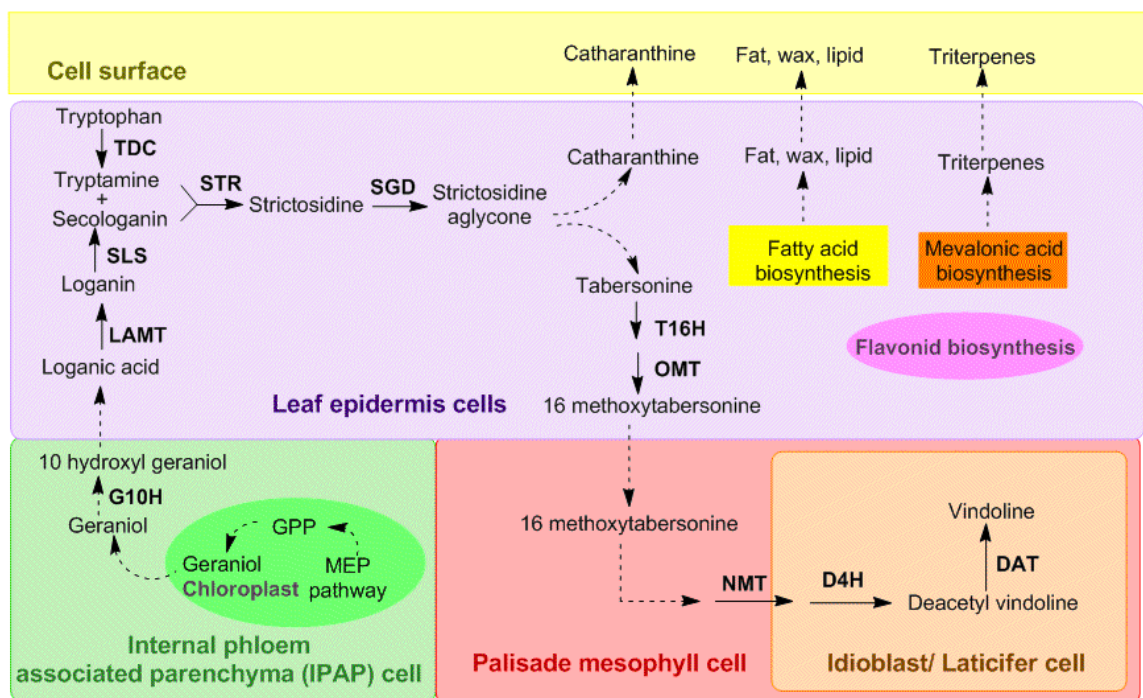 Cell surface
Catharanthine
Fat, wax, lipid
Triterpenes
Tryptophan
TDC
Tryptamine
+
Secologanin
STR
Strictosidine
SGD
Strictosidine
aglycone
Catharanthine
Fat, wax, lipid
Triterpenes
SLS
Loganin
LAMT
Loganic acid
Tabersonine
T16H
OMT
16 methoxytabersonine
Fatty acid
biosynthesis
Mevalonic acid
biosynthesis
Flavonid biosynthesis
Leaf epidermis cells
10 hydroxyl geraniol
G10H
Geraniol
GPP
Geraniol
Chloroplast
MEP
pathway
Internal phloem
associated parenchyma (IPAP) cell
16 methoxytabersonine
NMT
D4H
Vindoline
DAT
Deacetyl vindoline
Palisade mesophyll cell
Idioblast/ Laticifer cell